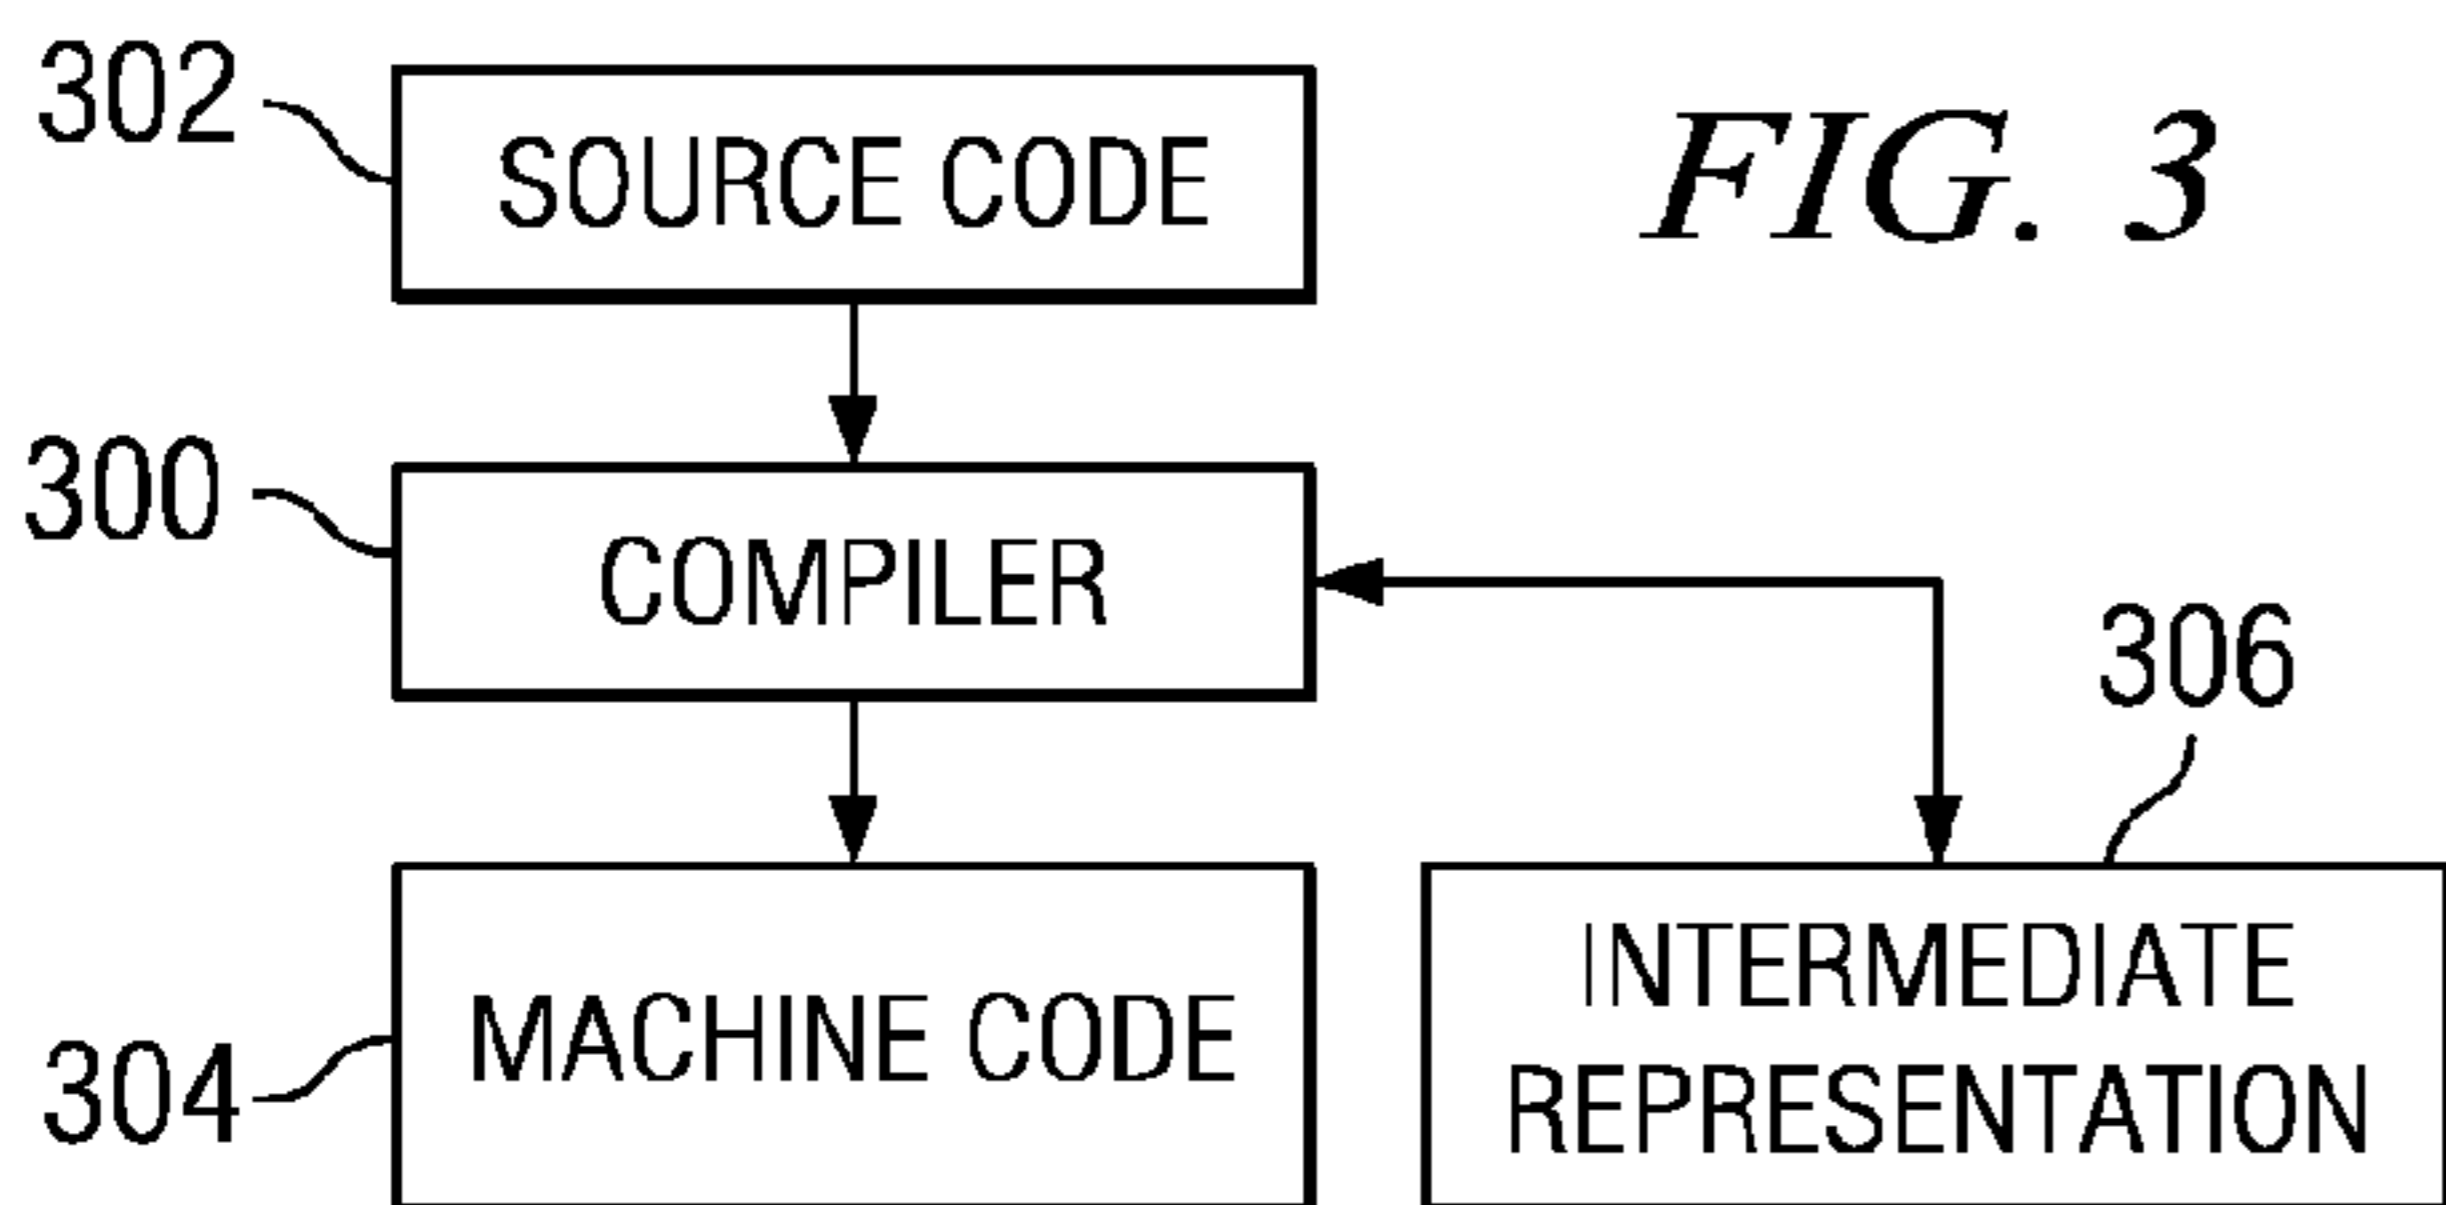 302
SOURCE CODE
FIG. 3
300
COMPILER
306
304
MACHINE CODE
INTERMEDIATE
REPRESENTATION